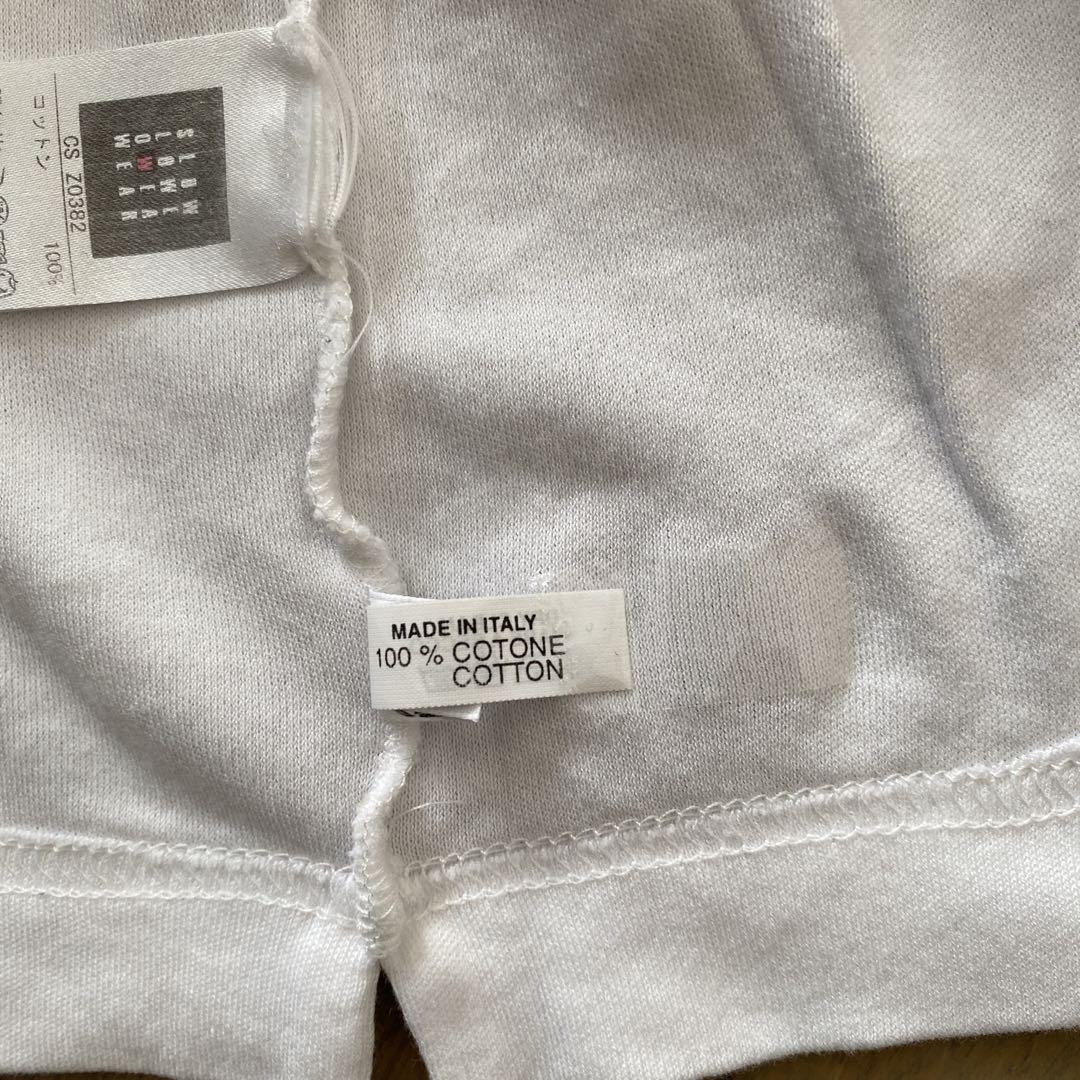 SLOW
LOWE
OWEA
WEAR
CS Z0382
コットン 100%
MADE IN ITALY
100 % COTONE
COTTON